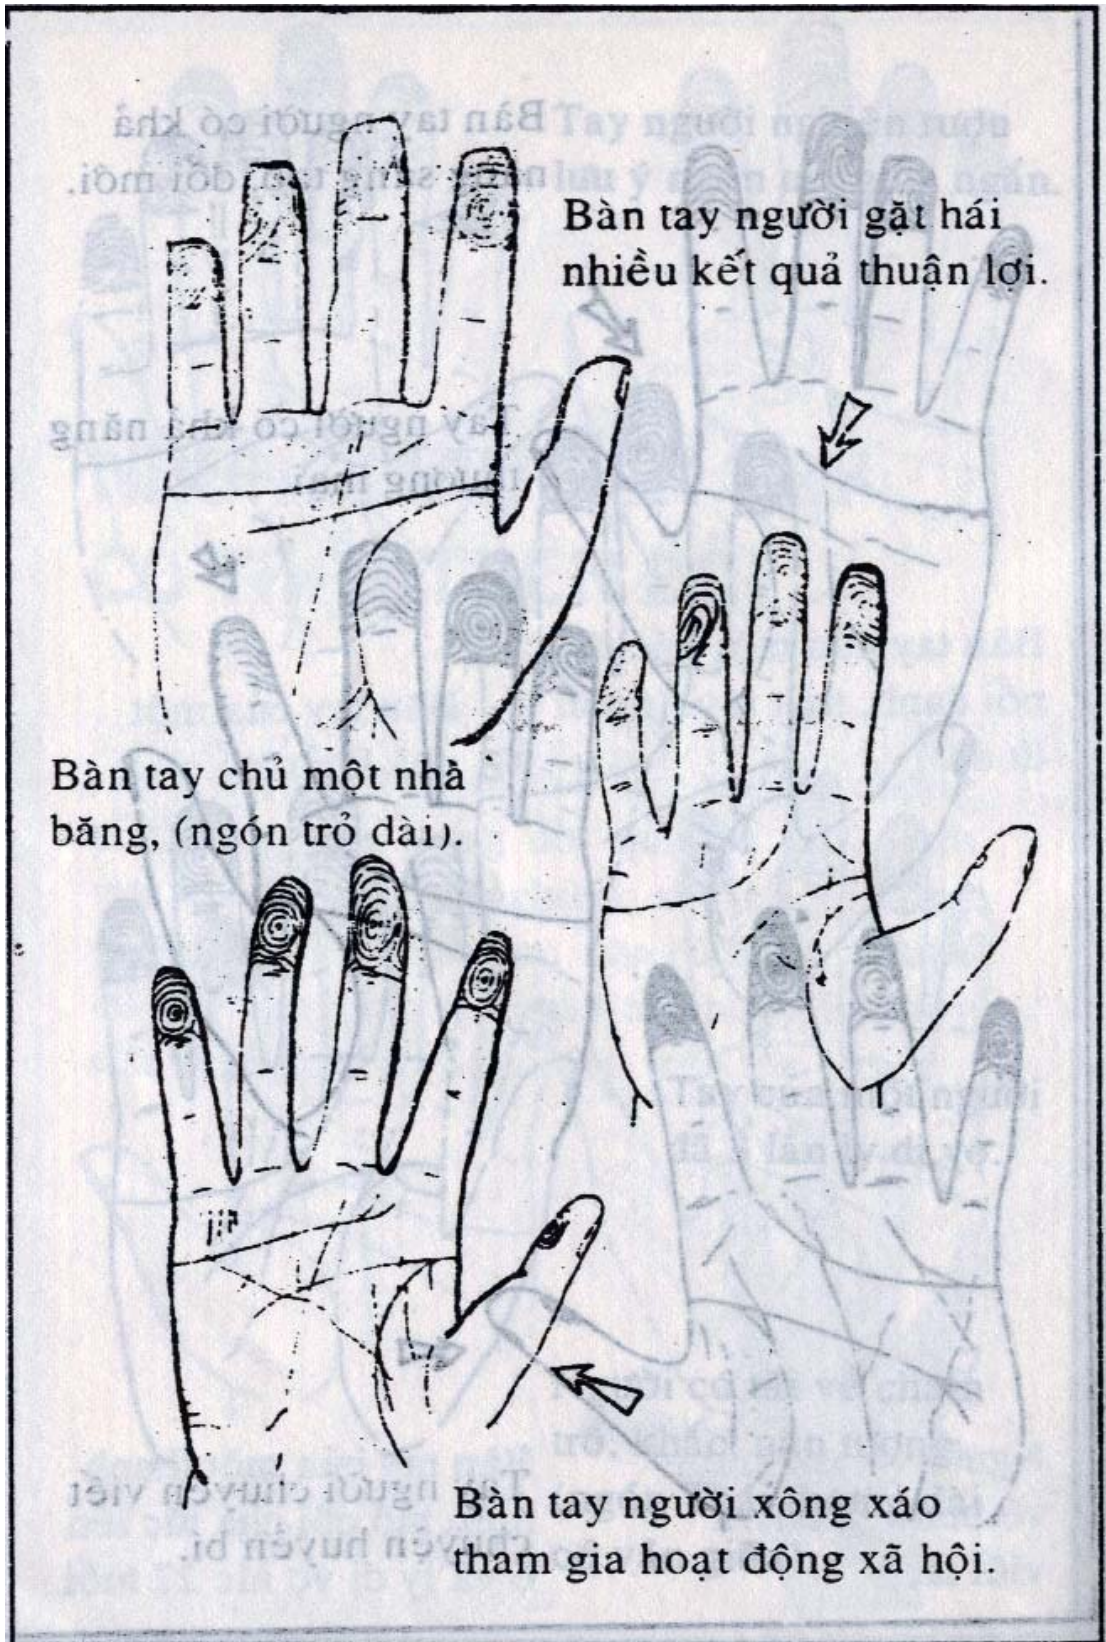 Bàn tay người gặt hái
nhiều kết quả thuận lợi.
Bàn tay chủ một nhà
băng, (ngón trỏ dài).
Bàn tay người xông xáo
tham gia hoạt động xã hội.